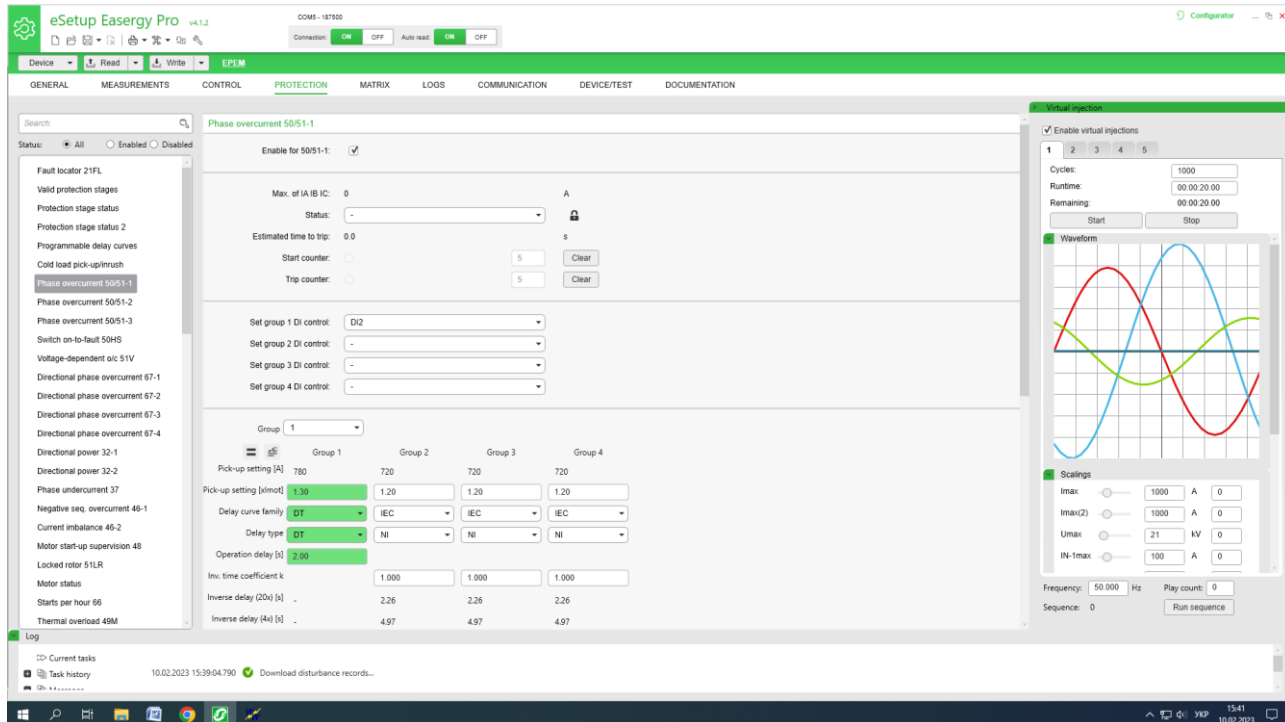 eSetup Easergy Pro v4.1.2
COM5 - 187500
Configurator
Connection: ON OFF Auto read: ON OFF
Device Read Write EPEM
GENERAL MEASUREMENTS CONTROL PROTECTION MATRIX LOGS COMMUNICATION DEVICE/TEST DOCUMENTATION
Search:
Status: All Enabled Disabled
Fault locator 21FL
Valid protection stages
Protection stage status
Protection stage status 2
Programmable delay curves
Cold load pick-up/inrush
Phase overcurrent 50/51-1
Phase overcurrent 50/51-2
Phase overcurrent 50/51-3
Switch on-to-fault 50HS
Voltage-dependent o/c 51V
Directional phase overcurrent 67-1
Directional phase overcurrent 67-2
Directional phase overcurrent 67-3
Directional phase overcurrent 67-4
Directional power 32-1
Directional power 32-2
Phase undercurrent 37
Negative seq. overcurrent 46-1
Current imbalance 46-2
Motor start-up supervision 48
Locked rotor 51LR
Motor status
Starts per hour 66
Thermal overload 49M
Phase overcurrent 50/51-1
Enable for 50/51-1:
Max. of IA IB IC: 0 A
Status: -
Estimated time to trip: 0.0 s
Start counter: 5 Clear
Trip counter: 5 Clear
Set group 1 DI control: DI2
Set group 2 DI control: -
Set group 3 DI control: -
Set group 4 DI control: -
Group 1
Group 1 Group 2 Group 3 Group 4
Pick-up setting [A] 780 720 720 720
Pick-up setting [xImot] 1.30 1.20 1.20 1.20
Delay curve family DT IEC IEC IEC
Delay type DT NI NI NI
Operation delay [s] 2.00
Inv. time coefficient k 1.000 1.000 1.000
Inverse delay (20x) [s] - 2.26 2.26 2.26
Inverse delay (4x) [s] - 4.97 4.97 4.97
Virtual injection
Enable virtual injections
1 2 3 4 5
Cycles: 1000
Runtime: 00:00:20.00
Remaining: 00:00:20.00
Start Stop
Waveform
Scalings
Imax 1000 A 0
Imax(2) 1000 A 0
Umax 21 kV 0
IN-1max 100 A 0
Frequency: 50.000 Hz Play count: 0
Sequence: 0 Run sequence
Log
Current tasks
Task history 10.02.2023 15:39:04.790 Download disturbance records...
УКР 15:41
10.02.2023